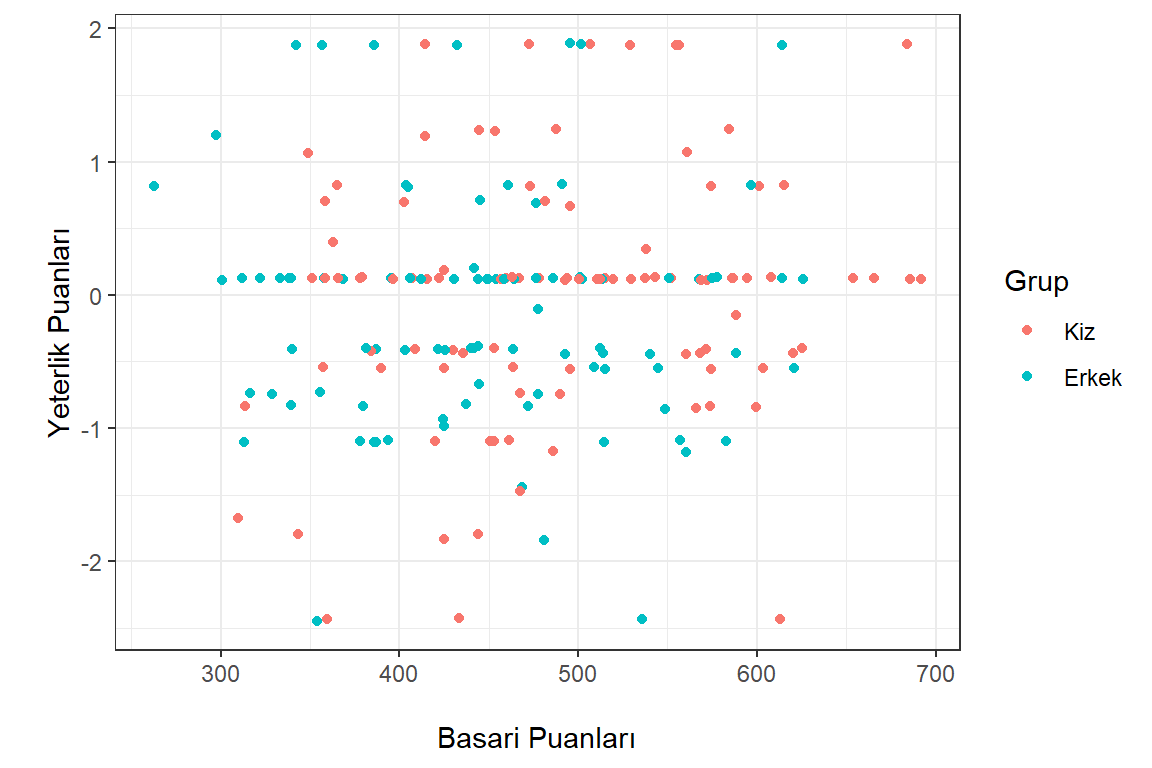 2
1
0
-1
-2
Yeterlik Puanları
300 400 500 600 700
Basari Puanları
Grup
Kiz
Erkek